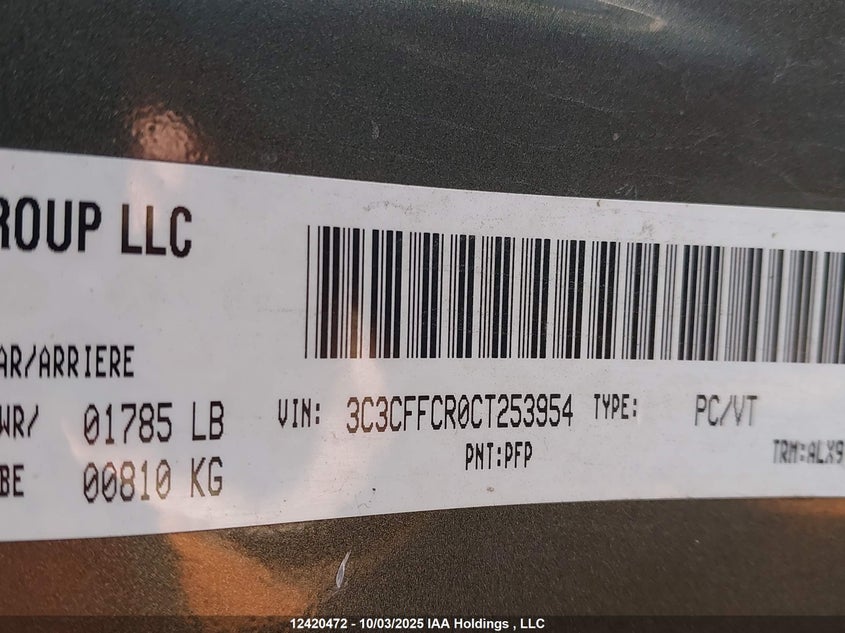 ROUP LLC
AR/ARRIERE
WR/ 01785 LB
BE 00810 KG
VIN: 3C3CFFCR0CT253954 TYPE: PC/VT
PNT:PFP
TRM:ALX9
12420472 - 10/03/2025 IAA Holdings , LLC